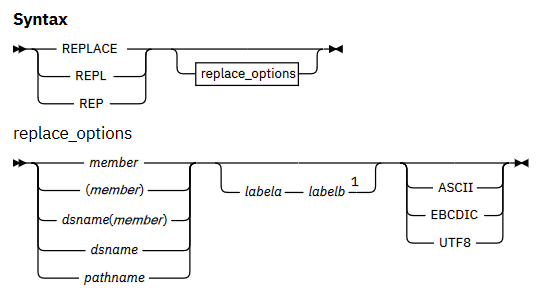 Syntax
REPLACE
REPL
REP
replace_options
replace_options
member
(member)
dsname(member)
dsname
pathname
labela labelb 1
ASCII
EBCDIC
UTF8